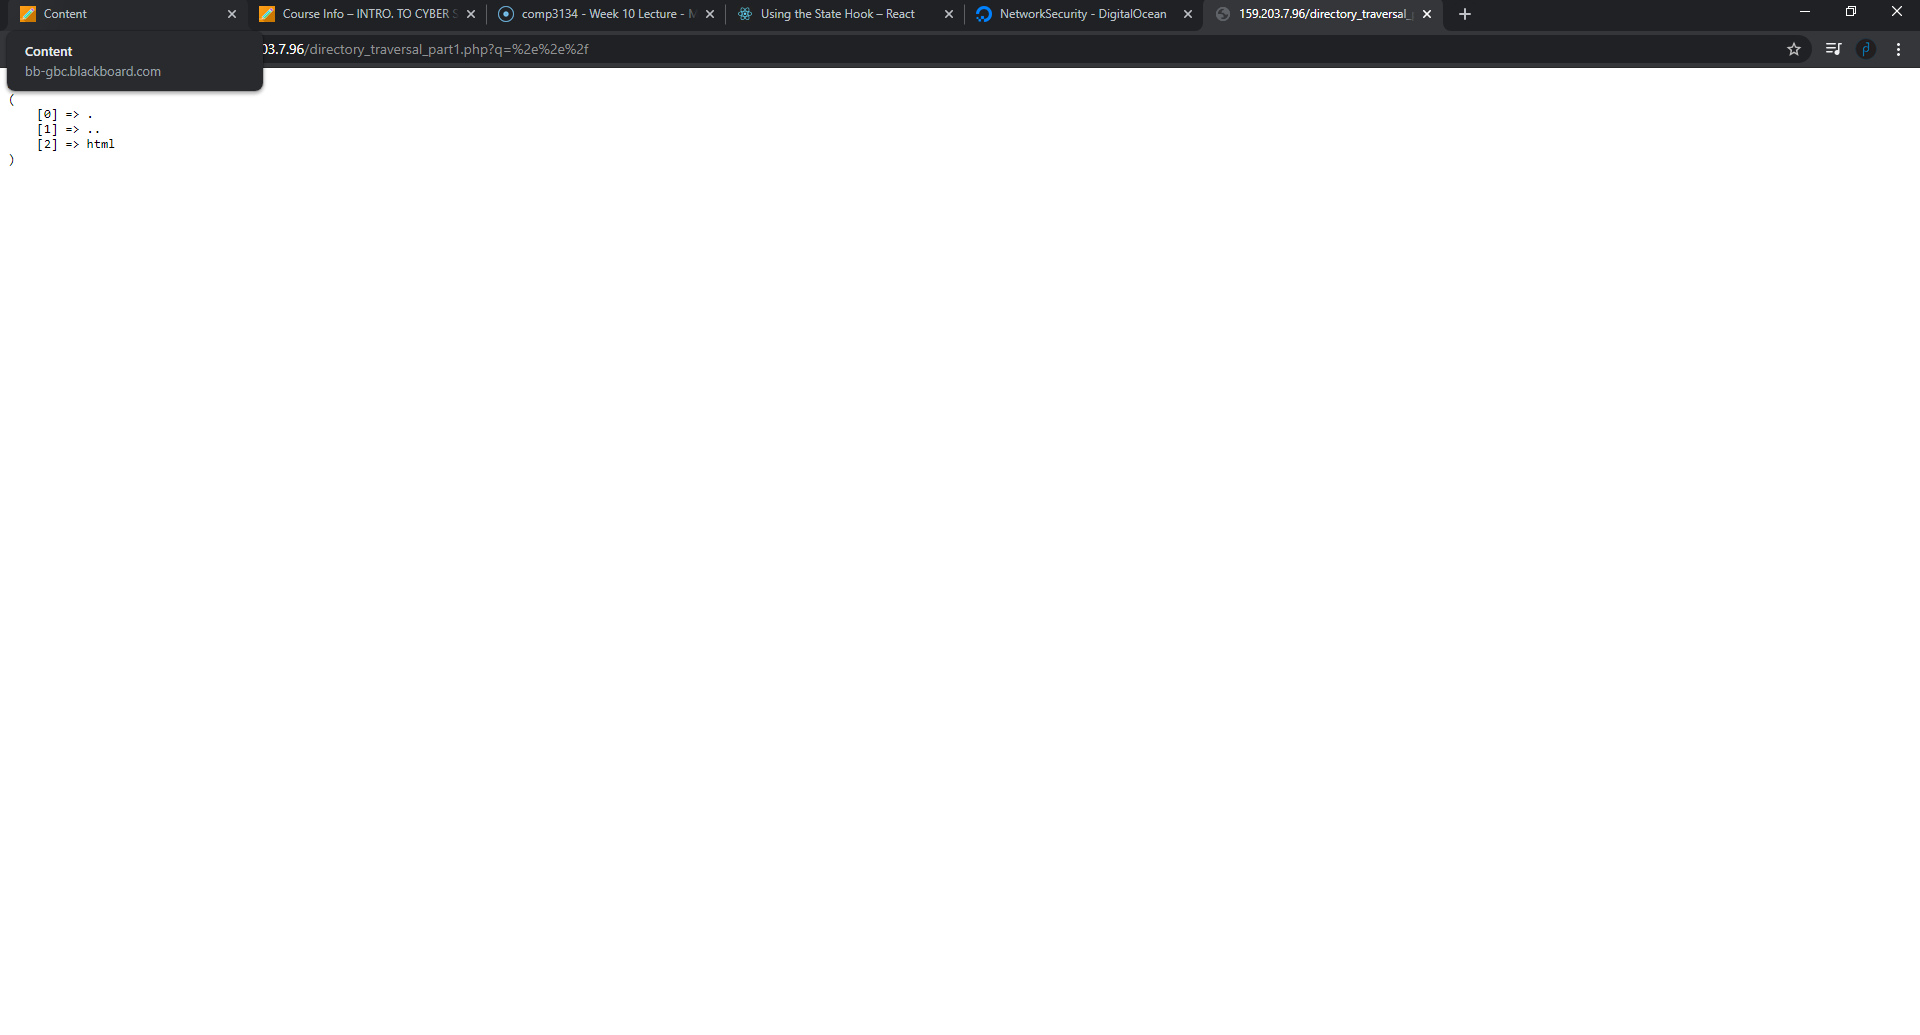 Content
Course Info – INTRO. TO CYBER S
comp3134 - Week 10 Lecture - M
Using the State Hook – React
NetworkSecurity - DigitalOcean
159.203.7.96/directory_traversal_
Content
bb-gbc.blackboard.com
03.7.96/directory_traversal_part1.php?q=%2e%2e%2f
(
[0] => .
[1] => ..
[2] => html
)